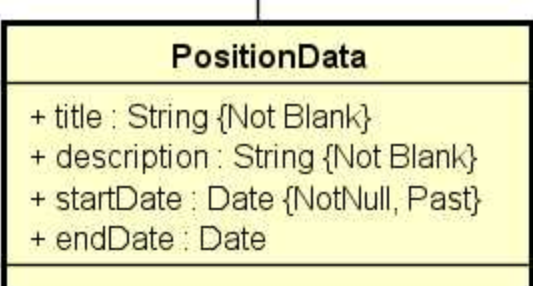 PositionData
+ title : String {Not Blank}
+ description : String {Not Blank}
+ startDate : Date {NotNull, Past}
+ endDate : Date